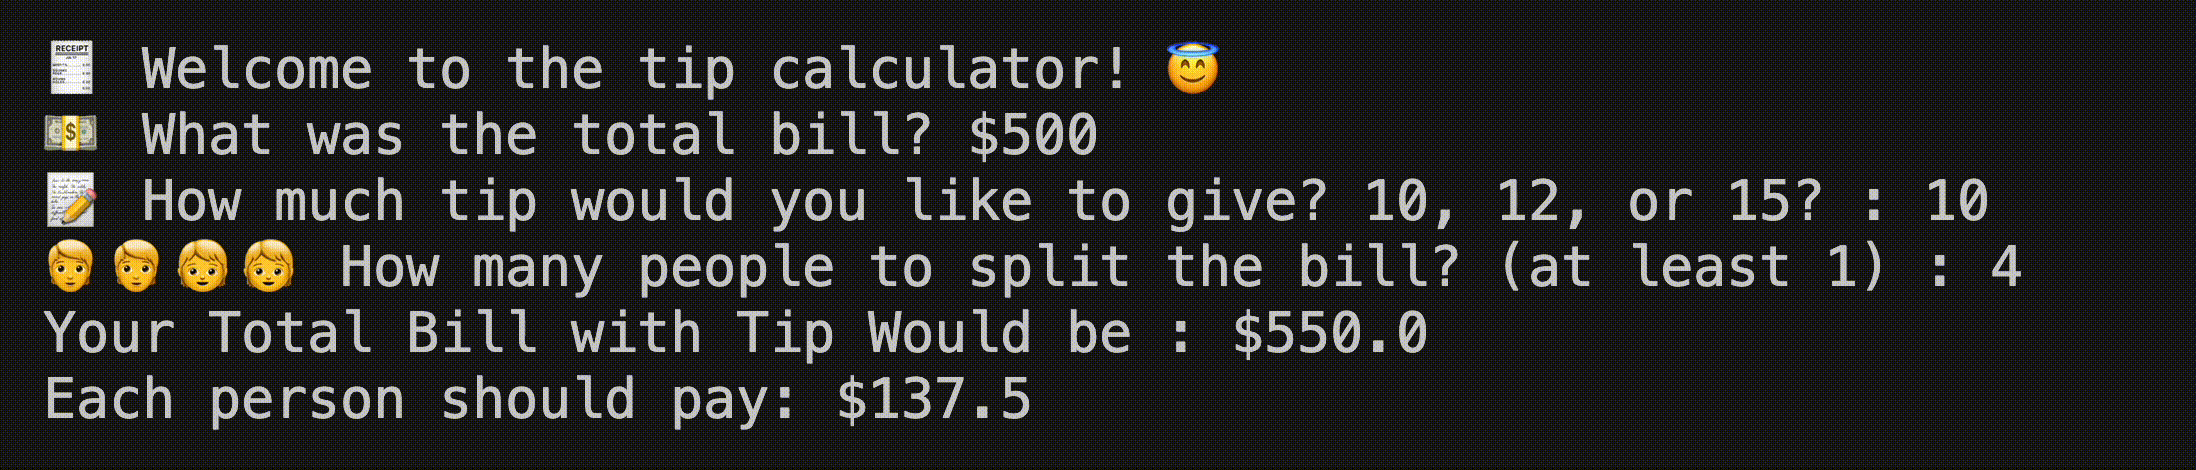 🧾 Welcome to the tip calculator! 😇
💵 What was the total bill? $500
📝 How much tip would you like to give? 10, 12, or 15? : 10
🧑🧑🧑🧑 How many people to split the bill? (at least 1) : 4
Your Total Bill with Tip Would be : $550.0
Each person should pay: $137.5